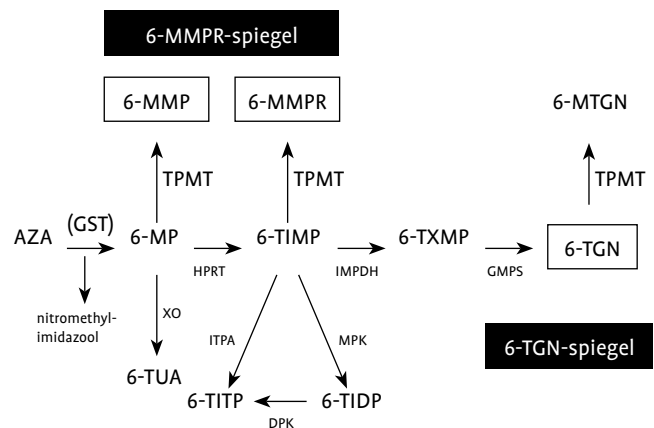 6-MMPR-spiegel
6-MMP
6-MMPR
6-MTGN
TPMT
TPMT
TPMT
AZA
(GST)
6-MP
6-TIMP
6-TXMP
6-TGN
HPRT
IMPDH
GMPS
nitromethyl-
imidazool
XO
ITPA
MPK
6-TGN-spiegel
6-TUA
6-TITP
6-TIDP
DPK